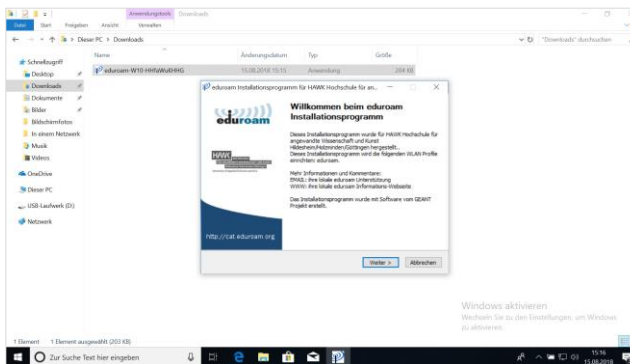 Anwendungstools Downloads
Datei Start Freigeben Ansicht Verwalten
Dieser PC > Downloads
"Downloads" durchsuchen
Name Änderungsdatum Typ Größe
eduroam-W10-HHfaWuKHHG 15.08.2018 15:15 Anwendung 204 KB
Schnellzugriff
Desktop
Downloads
Dokumente
Bilder
Bildschirmfotos
In einem Netzwerk
Musik
Videos
OneDrive
Dieser PC
USB-Laufwerk (D:)
Netzwerk
eduroam Installationsprogramm für HAWK Hochschule für an...
eduroam
HAWK
http://cat.eduroam.org
Willkommen beim eduroam
Installationsprogramm
Dieses Installationsprogramm wurde für HAWK Hochschule für
angewandte Wissenschaft und Kunst
Hildesheim/Holzminden/Göttingen hergestellt.
Dieses Installationsprogramm wird die folgenden WLAN Profile
einrichten: eduroam.
Mehr Informationen und Kommentare:
EMAIL: Ihre lokale eduroam Unterstützung
WWW: Ihre lokale eduroam Informations-Webseite
Das Installationsprogramm wurde mit Software vom GEANT
Projekt erstellt.
Weiter > Abbrechen
Windows aktivieren
Wechseln Sie zu den Einstellungen, um Windows
zu aktivieren.
1 Element 1 Element ausgewählt (203 KB)
Zur Suche Text hier eingeben
15:16
15.08.2018